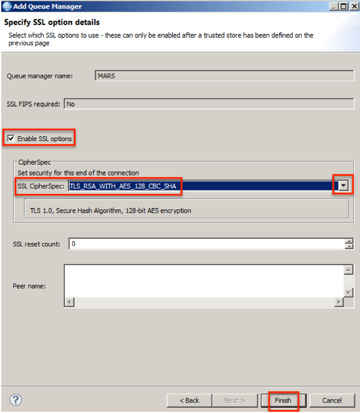 Add Queue Manager
Specify SSL option details
Select which SSL options to use - these can only be enabled after a trusted store has been defined on the
previous page
Queue manager name: MARS
SSL FIPS required: No
Enable SSL options
CipherSpec
Set security for this end of the connection
SSL CipherSpec: TLS_RSA_WITH_AES_128_CBC_SHA
TLS 1.0, Secure Hash Algorithm, 128-bit AES encryption
SSL reset count: 0
Peer name:
?
< Back Next > Finish Cancel